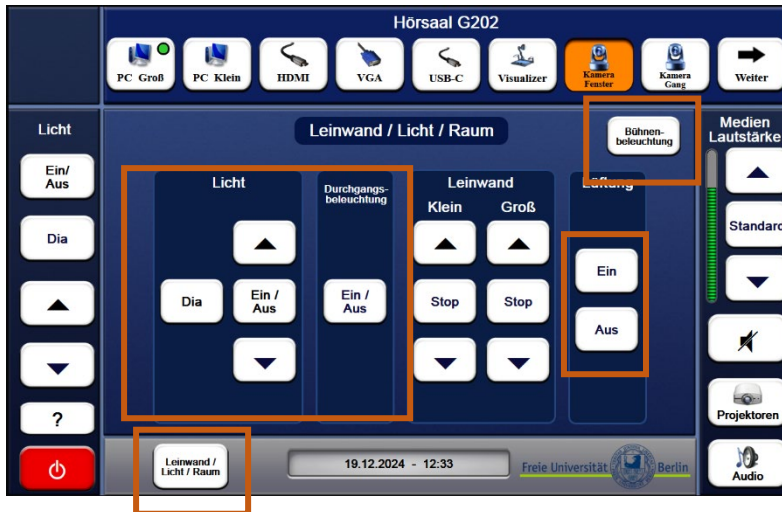 Hörsaal G202
PC Groß
PC Klein
HDMI
VGA
USB-C
Visualizer
Kamera
Fenster
Kamera
Gang
Weiter
Licht
Ein/
Aus
Dia
?
Leinwand / Licht / Raum
Bühnen-
beleuchtung
Licht
Dia
Ein /
Aus
Durchgangs-
beleuchtung
Ein /
Aus
Leinwand
Klein
Groß
Stop
Stop
Lüftung
Ein
Aus
Medien
Lautstärke
Standard
Projektoren
Audio
Leinwand /
Licht / Raum
19.12.2024 - 12:33
Freie Universität Berlin